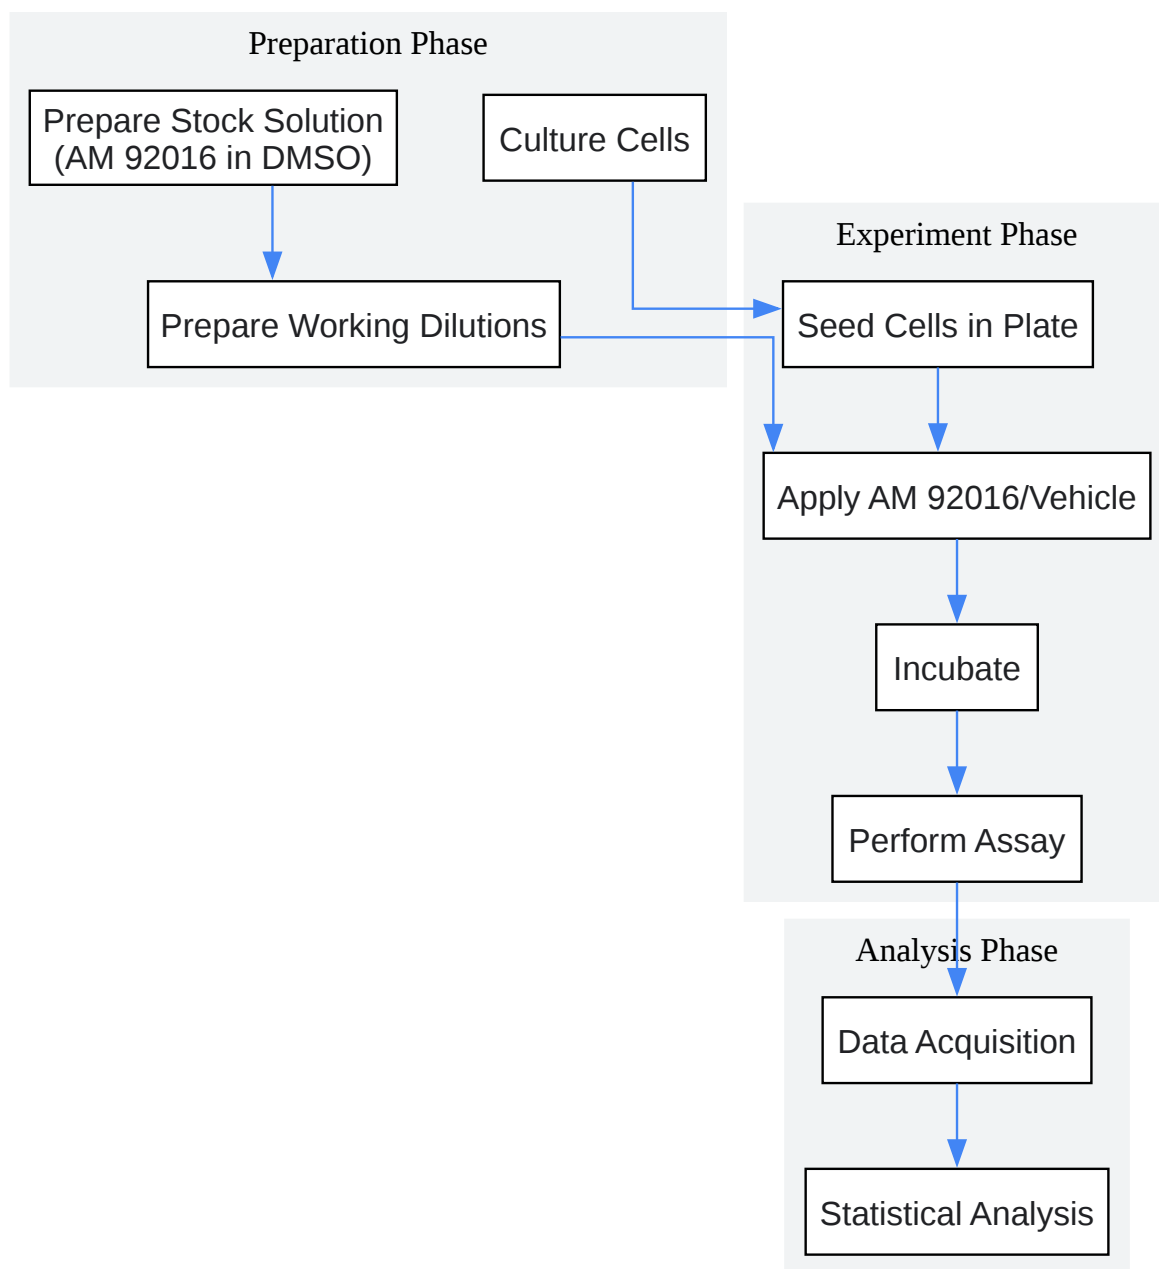 Preparation Phase
Prepare Stock Solution
(AM 92016 in DMSO)
Culture Cells
Prepare Working Dilutions
Experiment Phase
Seed Cells in Plate
Apply AM 92016/Vehicle
Incubate
Perform Assay
Analysis Phase
Data Acquisition
Statistical Analysis